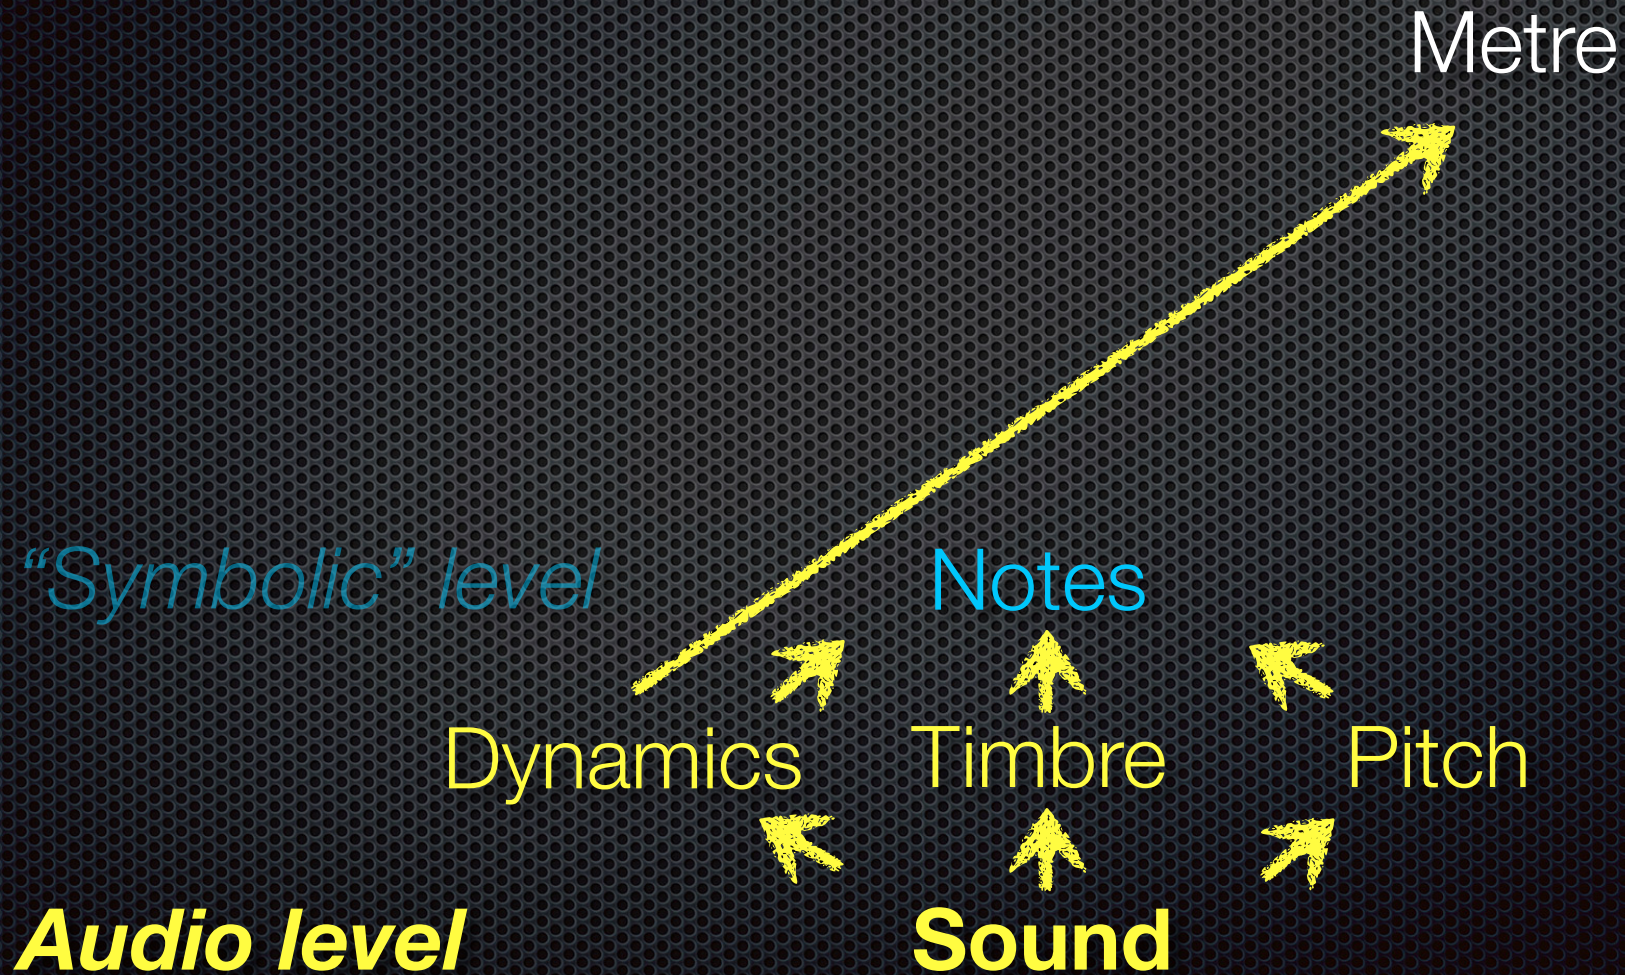 Metre
“Symbolic” level
Notes
Dynamics
Timbre
Pitch
Audio level
Sound